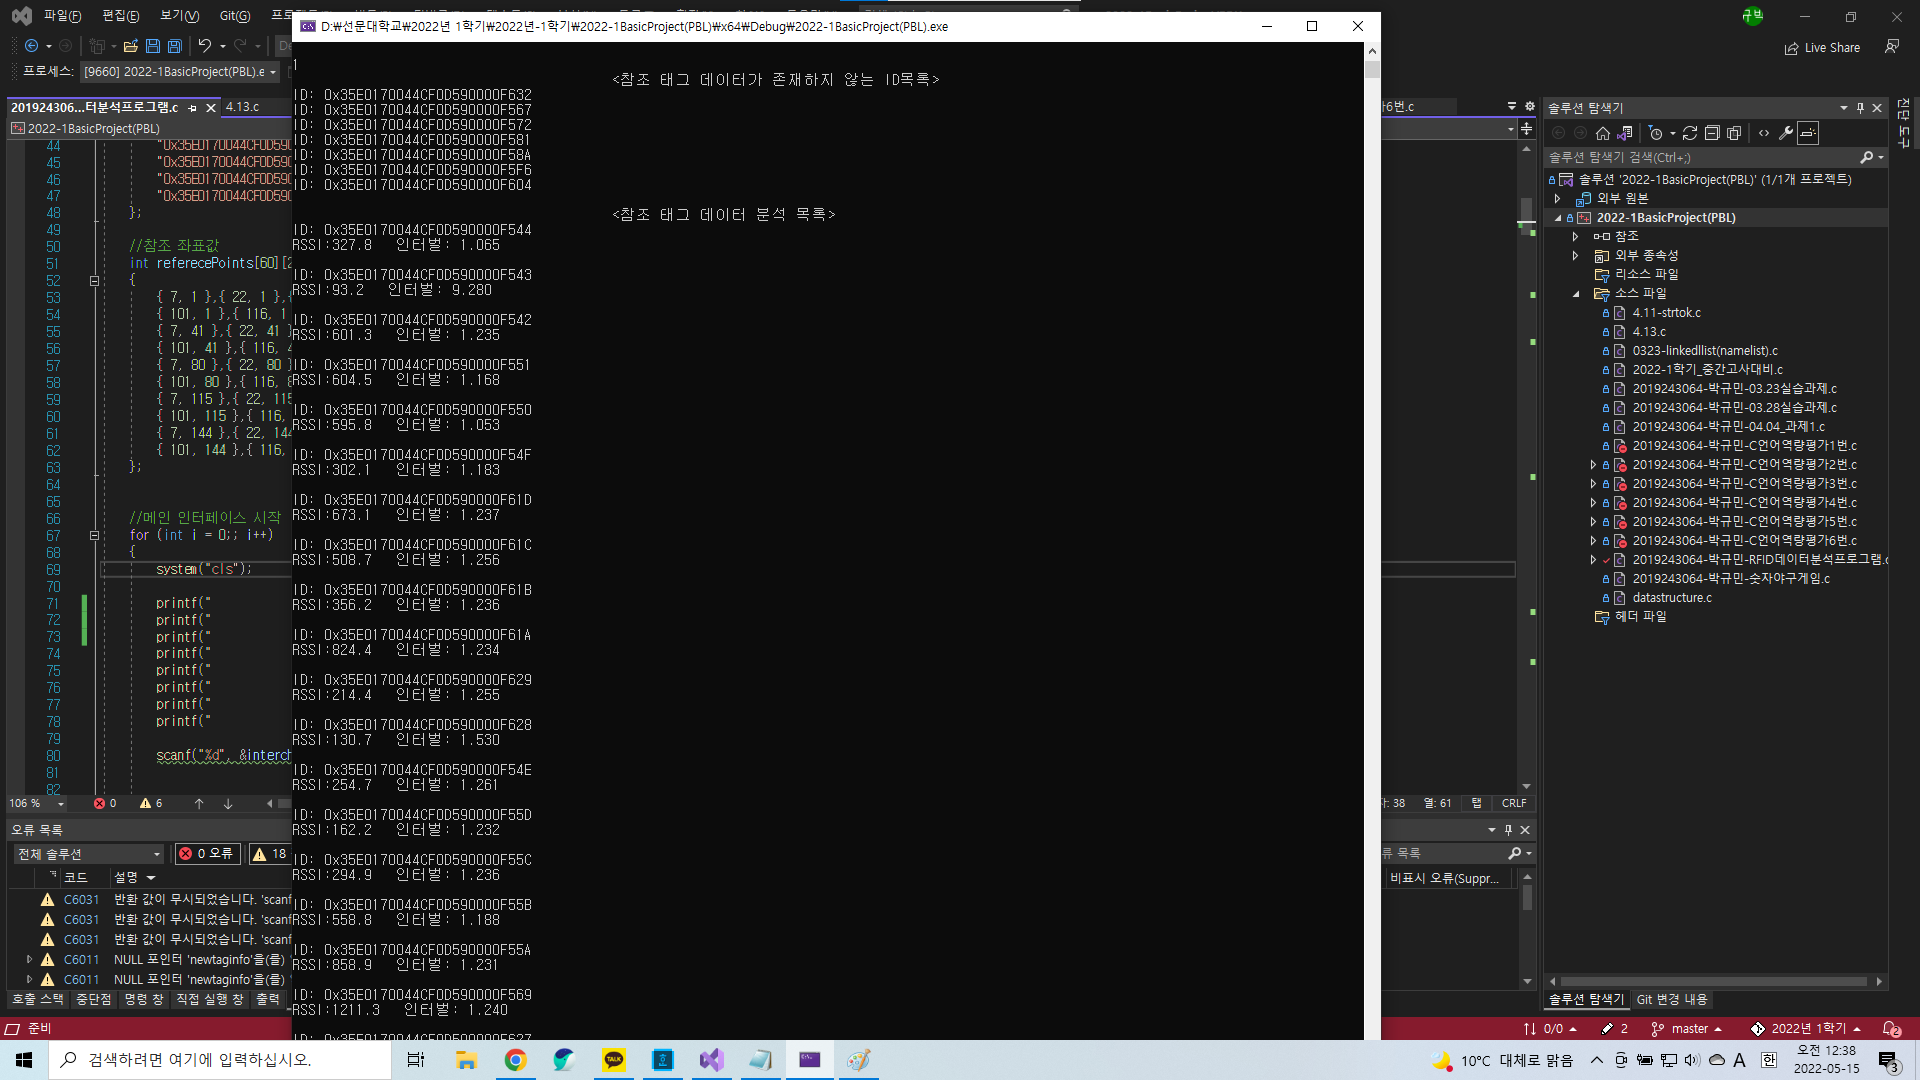 파일(F) 편집(E) 보기(V) Git(G)
D:₩선문대학교₩2022년 1학기₩2022년-1학기₩2022-1BasicProject(PBL)₩x64₩Debug₩2022-1BasicProject(PBL).exe
Live Share
프로세스: [9660] 2022-1BasicProject(PBL).e
201924306...터분석프로그램.c 4.13.c
2022-1BasicProject(PBL)
44 "0x35E0170044CF0D590
45 "0x35E0170044CF0D590
46 "0x35E0170044CF0D590
47 "0x35E0170044CF0D590
48 };
49
50 //참조 좌표값
51 int referecePoints[60][2
52 {
53 { 7, 1 },{ 22, 1 },{
54 { 101, 1 },{ 116, 1
55 { 7, 41 },{ 22, 41 }
56 { 101, 41 },{ 116, 4
57 { 7, 80 },{ 22, 80 }
58 { 101, 80 },{ 116, 8
59 { 7, 115 },{ 22, 115
60 { 101, 115 },{ 116,
61 { 7, 144 },{ 22, 144
62 { 101, 144 },{ 116,
63 };
64
65
66 //메인 인터페이스 시작
67 for (int i = 0;; i++)
68 {
69 system("cls");
70
71 printf("
72 printf("
73 printf("
74 printf("
75 printf("
76 printf("
77 printf("
78 printf("
79
80 scanf("%d", &interch
81
82
106 % 0 6
오류 목록
전체 솔루션 0 오류 18
코드 설명
C6031 반환 값이 무시되었습니다. 'scanf
C6031 반환 값이 무시되었습니다. 'scanf
C6031 반환 값이 무시되었습니다. 'scanf
C6011 NULL 포인터 'newtaginfo'을(를)
C6011 NULL 포인터 'newtaginfo'을(를)
호출 스택 중단점 명령 창 직접 실행 창 출력
준비
1
<참조 태그 데이터가 존재하지 않는 ID목록>
ID: 0x35E0170044CF0D590000F632
ID: 0x35E0170044CF0D590000F567
ID: 0x35E0170044CF0D590000F572
ID: 0x35E0170044CF0D590000F581
ID: 0x35E0170044CF0D590000F58A
ID: 0x35E0170044CF0D590000F5F6
ID: 0x35E0170044CF0D590000F604
<참조 태그 데이터 분석 목록>
ID: 0x35E0170044CF0D590000F544
RSSI:327.8 인터벌: 1.065
ID: 0x35E0170044CF0D590000F543
RSSI:93.2 인터벌: 9.280
ID: 0x35E0170044CF0D590000F542
RSSI:601.3 인터벌: 1.235
ID: 0x35E0170044CF0D590000F551
RSSI:604.5 인터벌: 1.168
ID: 0x35E0170044CF0D590000F550
RSSI:595.8 인터벌: 1.053
ID: 0x35E0170044CF0D590000F54F
RSSI:302.1 인터벌: 1.183
ID: 0x35E0170044CF0D590000F61D
RSSI:673.1 인터벌: 1.237
ID: 0x35E0170044CF0D590000F61C
RSSI:508.7 인터벌: 1.256
ID: 0x35E0170044CF0D590000F61B
RSSI:356.2 인터벌: 1.236
ID: 0x35E0170044CF0D590000F61A
RSSI:824.4 인터벌: 1.234
ID: 0x35E0170044CF0D590000F629
RSSI:214.4 인터벌: 1.255
ID: 0x35E0170044CF0D590000F628
RSSI:130.7 인터벌: 1.530
ID: 0x35E0170044CF0D590000F54E
RSSI:254.7 인터벌: 1.261
ID: 0x35E0170044CF0D590000F55D
RSSI:162.2 인터벌: 1.232
ID: 0x35E0170044CF0D590000F55C
RSSI:294.9 인터벌: 1.236
ID: 0x35E0170044CF0D590000F55B
RSSI:558.8 인터벌: 1.188
ID: 0x35E0170044CF0D590000F55A
RSSI:858.9 인터벌: 1.231
ID: 0x35E0170044CF0D590000F569
RSSI:1211.3 인터벌: 1.240
구박
솔루션 탐색기
솔루션 탐색기 검색(Ctrl+;)
솔루션 '2022-1BasicProject(PBL)' (1/1개 프로젝트)
외부 원본
2022-1BasicProject(PBL)
참조
외부 종속성
리소스 파일
소스 파일
4.11-strtok.c
4.13.c
0323-linkedllist(namelist).c
2022-1학기_중간고사대비.c
2019243064-박규민-03.23실습과제.c
2019243064-박규민-03.28실습과제.c
2019243064-박규민-04.04_과제1.c
2019243064-박규민-C언어역량평가1번.c
2019243064-박규민-C언어역량평가2번.c
2019243064-박규민-C언어역량평가3번.c
2019243064-박규민-C언어역량평가4번.c
2019243064-박규민-C언어역량평가5번.c
2019243064-박규민-C언어역량평가6번.c
2019243064-박규민-RFID데이터분석프로그램.c
2019243064-박규민-숫자야구게임.c
datastructure.c
헤더 파일
진단 도구
6번.c
자: 38 열: 61 탭 CRLF
류 목록
비표시 오류(Suppr...
솔루션 탐색기 Git 변경 내용
0/0 2 master 2022년 1학기 2
검색하려면 여기에 입력하십시오.
TALK
10°C 대체로 맑음 A 한 오전 12:38
2022-05-15 3